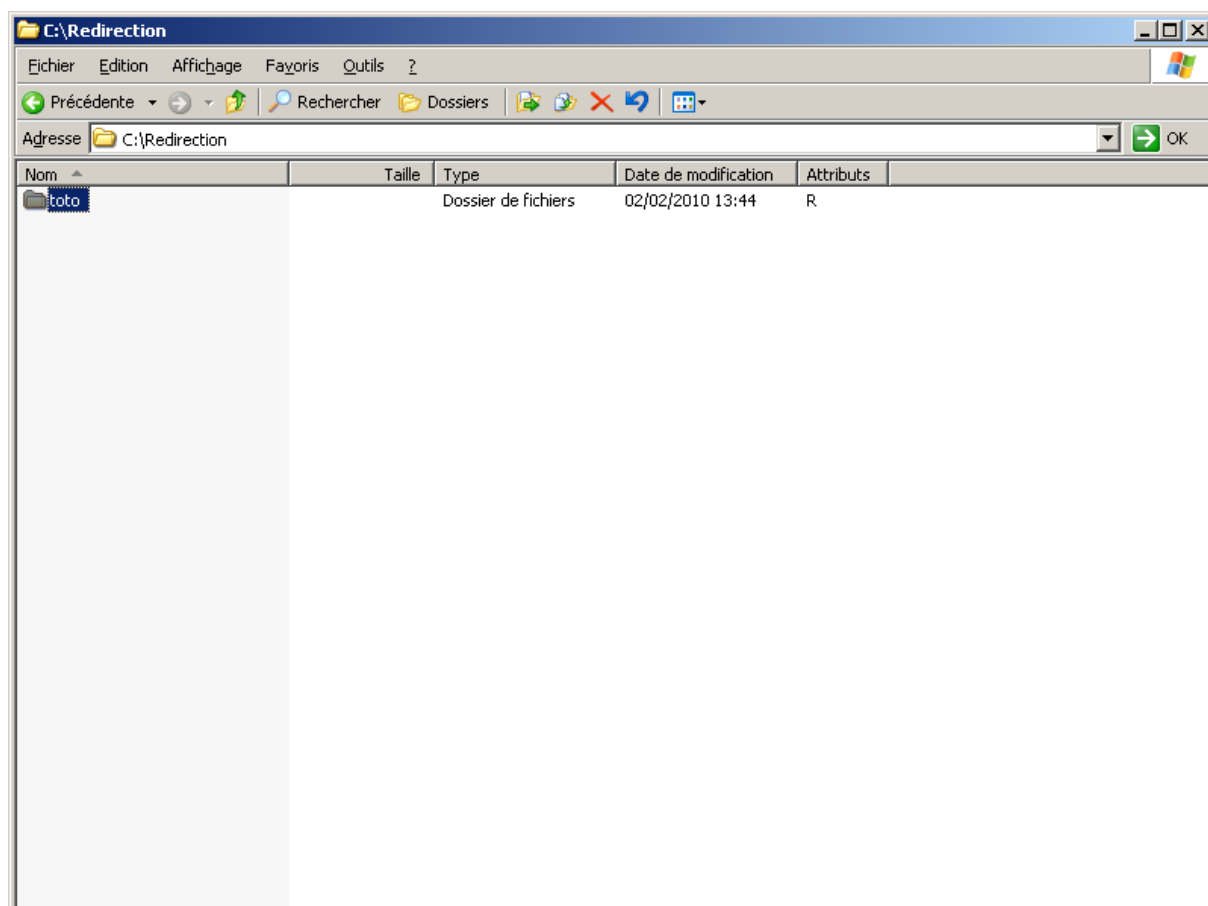 C:\Redirection
Fichier Edition Affichage Favoris Outils ?
Précédente Rechercher Dossiers
Adresse C:\Redirection OK
Nom Taille Type Date de modification Attributs
toto Dossier de fichiers 02/02/2010 13:44 R